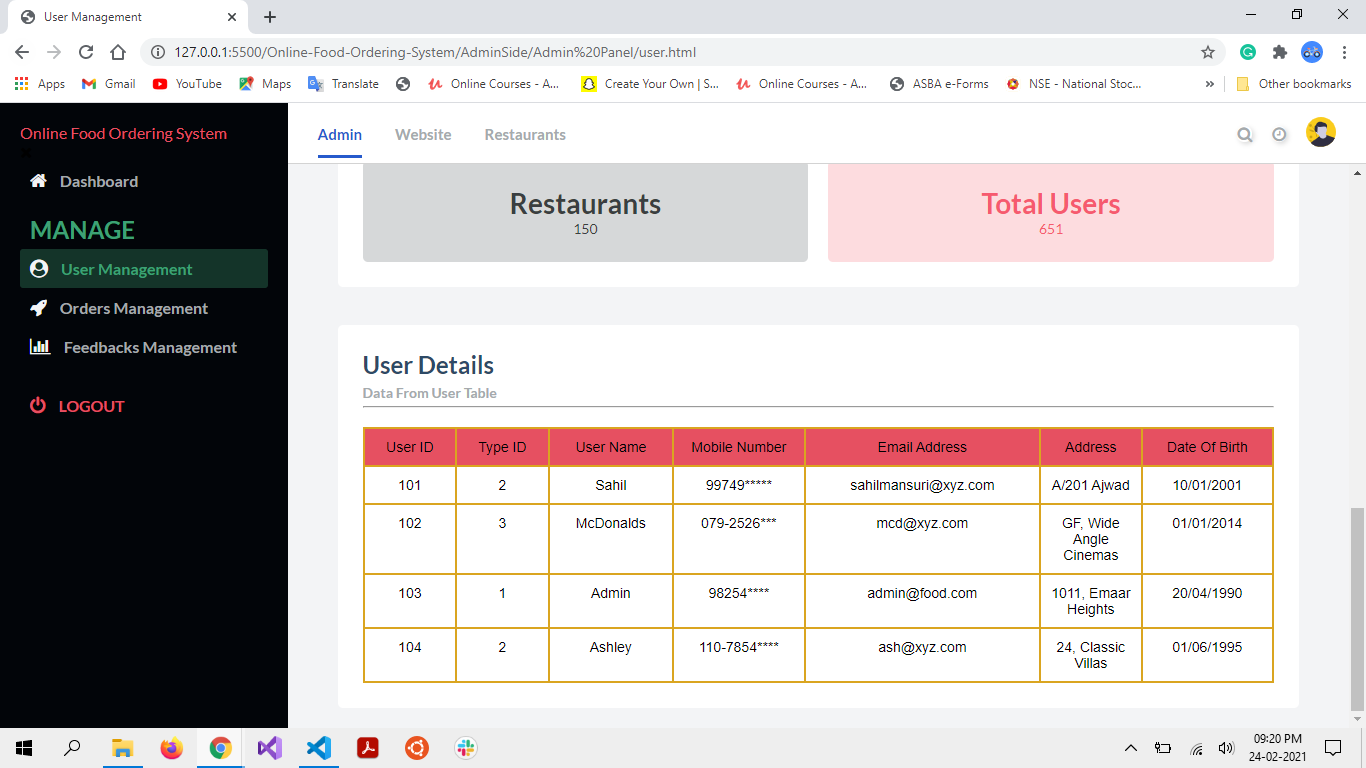 User Management
127.0.0.1:5500/Online-Food-Ordering-System/AdminSide/Admin%20Panel/user.html
Apps Gmail YouTube Maps Translate Online Courses - A... Create Your Own | S... Online Courses - A... ASBA e-Forms NSE - National Stoc... » Other bookmarks
Online Food Ordering System
Dashboard
MANAGE
User Management
Orders Management
Feedbacks Management
LOGOUT
Admin Website Restaurants
Restaurants
150
Total Users
651
User Details
Data From User Table
User ID Type ID User Name Mobile Number Email Address Address Date Of Birth
101 2 Sahil 99749***** sahilmansuri@xyz.com A/201 Ajwad 10/01/2001
102 3 McDonalds 079-2526*** mcd@xyz.com GF, Wide 01/01/2014
Angle
Cinemas
103 1 Admin 98254**** admin@food.com 1011, Emaar 20/04/1990
Heights
104 2 Ashley 110-7854**** ash@xyz.com 24, Classic 01/06/1995
Villas
09:20 PM
24-02-2021